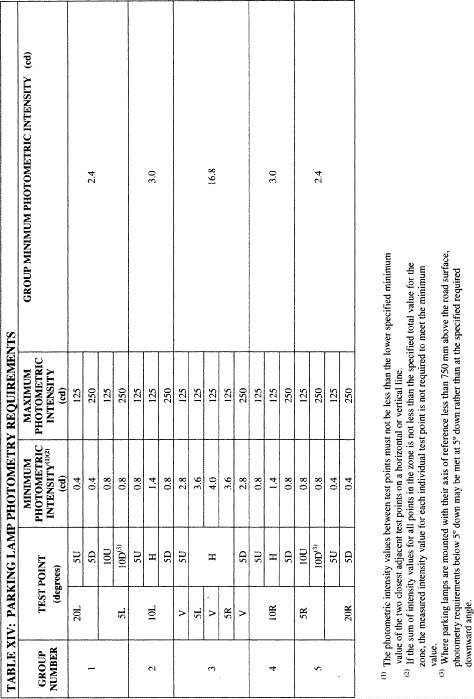 TABLE XIV: PARKING LAMP PHOTOMETRY REQUIREMENTS
GROUP NUMBER TEST POINT (degrees) MINIMUM PHOTOMETRIC INTENSITY(1)(2) (cd) MAXIMUM PHOTOMETRIC INTENSITY (cd) GROUP MINIMUM PHOTOMETRIC INTENSITY (cd)
1 20L 5U 0.4 125 2.4
5D 0.4 250
5L 10U 0.8 125
10D(3) 0.8 250
2 10L 5U 0.8 125 3.0
H 1.4 125
5D 0.8 250
3 V 5U 2.8 125 16.8
5L 3.6 125
V H 4.0 125
5R 3.6 125
V 5D 2.8 250
4 10R 5U 0.8 125 3.0
H 1.4 125
5D 0.8 250
5 5R 10U 0.8 125 2.4
10D(3) 0.8 250
20R 5U 0.4 125
5D 0.4 250
(1) The photometric intensity values between test points must not be less than the lower specified minimum
value of the two closest adjacent test points on a horizontal or vertical line.
(2) If the sum of intensity values for all points in the zone is not less than the specified total value for the
zone, the measured intensity value for each individual test point is not required to meet the minimum
value.
(3) Where parking lamps are mounted with their axis of reference less than 750 mm above the road surface,
photometry requirements below 5° down may be met at 5° down rather than at the specified required
downward angle.